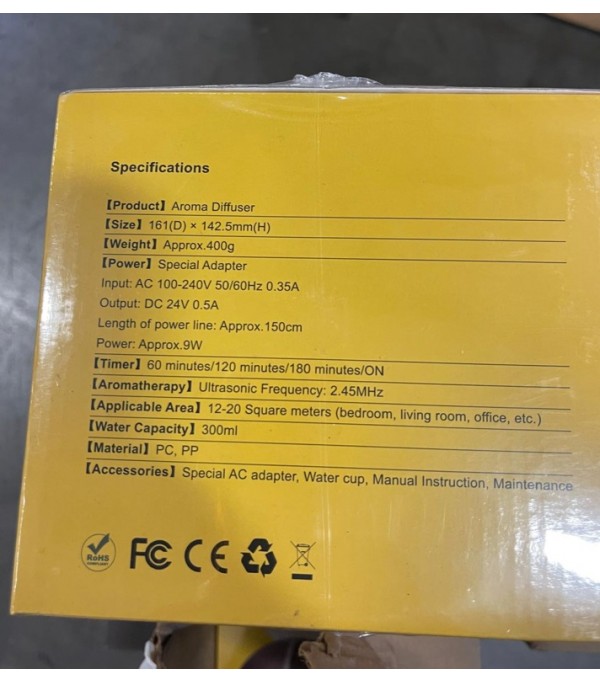 Specifications
【Product】Aroma Diffuser
【Size】161(D) × 142.5mm(H)
【Weight】Approx.400g
【Power】Special Adapter
Input: AC 100-240V 50/60Hz 0.35A
Output: DC 24V 0.5A
Length of power line: Approx.150cm
Power: Approx.9W
【Timer】60 minutes/120 minutes/180 minutes/ON
【Aromatherapy】Ultrasonic Frequency: 2.45MHz
【Applicable Area】12-20 Square meters (bedroom, living room, office, etc.)
【Water Capacity】300ml
【Material】PC, PP
【Accessories】Special AC adapter, Water cup, Manual Instruction, Maintenance
RoHS
COMPLIANT
FC CE